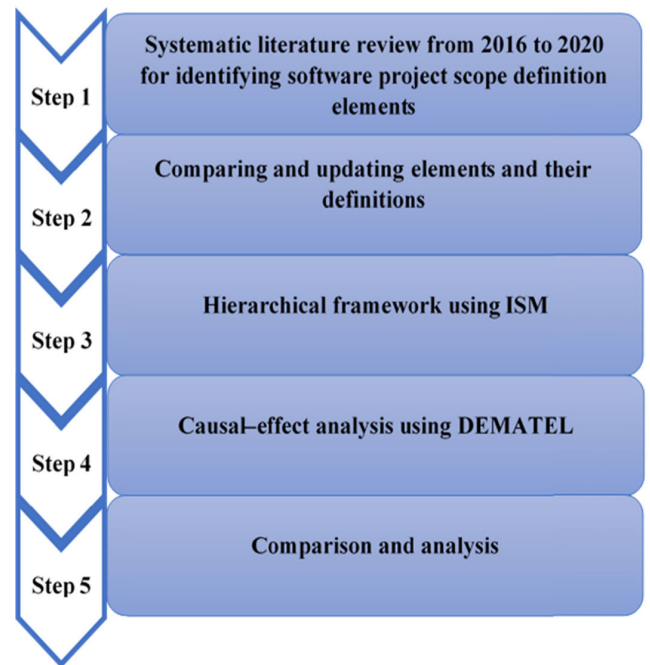 Step 1
Systematic literature review from 2016 to 2020
for identifying software project scope definition
elements
Step 2
Comparing and updating elements and their
definitions
Step 3
Hierarchical framework using ISM
Step 4
Causal–effect analysis using DEMATEL
Step 5
Comparison and analysis